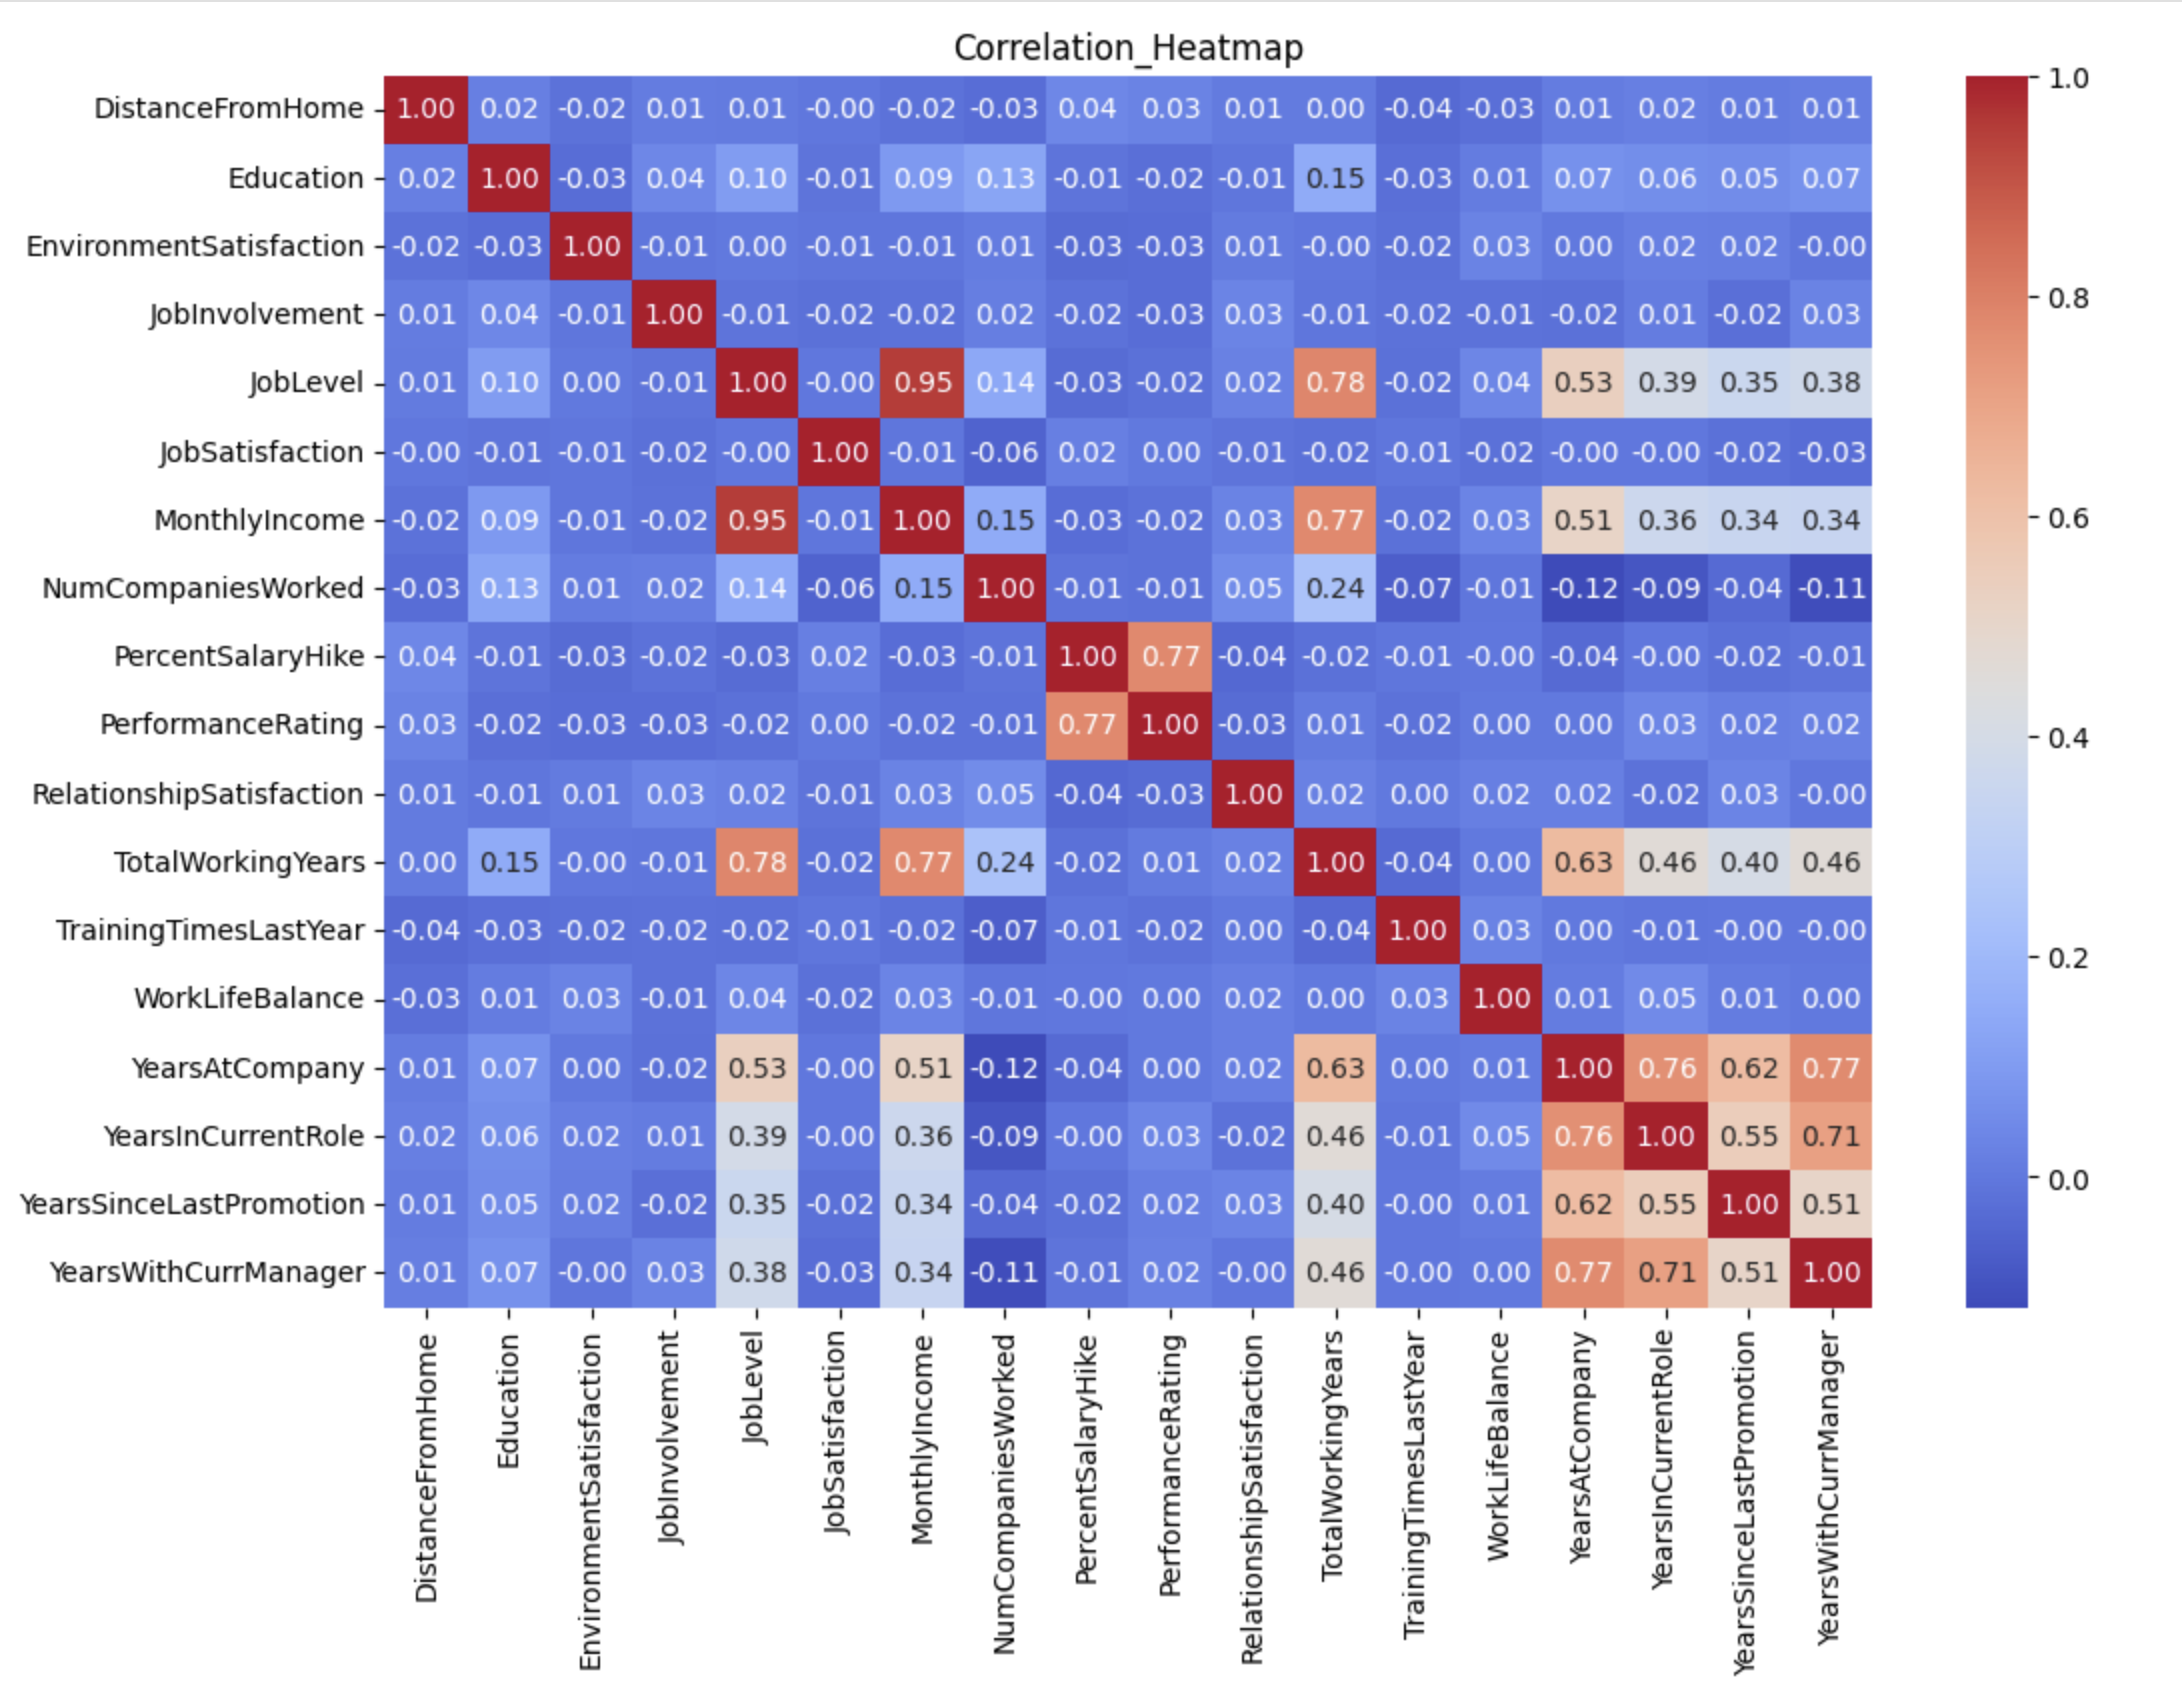 Correlation_Heatmap
DistanceFromHome 1.00 0.02 -0.02 0.01 0.01 -0.00 -0.02 -0.03 0.04 0.03 0.01 0.00 -0.04 -0.03 0.01 0.02 0.01 0.01
Education 0.02 1.00 -0.03 0.04 0.10 -0.01 0.09 0.13 -0.01 -0.02 -0.01 0.15 -0.03 0.01 0.07 0.06 0.05 0.07
EnvironmentSatisfaction -0.02 -0.03 1.00 -0.01 0.00 -0.01 -0.01 0.01 -0.03 -0.03 0.01 -0.00 -0.02 0.03 0.00 0.02 0.02 -0.00
JobInvolvement 0.01 0.04 -0.01 1.00 -0.01 -0.02 -0.02 0.02 -0.02 -0.03 0.03 -0.01 -0.02 -0.01 -0.02 0.01 -0.02 0.03
JobLevel 0.01 0.10 0.00 -0.01 1.00 -0.00 0.95 0.14 -0.03 -0.02 0.02 0.78 -0.02 0.04 0.53 0.39 0.35 0.38
JobSatisfaction -0.00 -0.01 -0.01 -0.02 -0.00 1.00 -0.01 -0.06 0.02 0.00 -0.01 -0.02 -0.01 -0.02 -0.00 -0.00 -0.02 -0.03
MonthlyIncome -0.02 0.09 -0.01 -0.02 0.95 -0.01 1.00 0.15 -0.03 -0.02 0.03 0.77 -0.02 0.03 0.51 0.36 0.34 0.34
NumCompaniesWorked -0.03 0.13 0.01 0.02 0.14 -0.06 0.15 1.00 -0.01 -0.01 0.05 0.24 -0.07 -0.01 -0.12 -0.09 -0.04 -0.11
PercentSalaryHike 0.04 -0.01 -0.03 -0.02 -0.03 0.02 -0.03 -0.01 1.00 0.77 -0.04 -0.02 -0.01 -0.00 -0.04 -0.00 -0.02 -0.01
PerformanceRating 0.03 -0.02 -0.03 -0.03 -0.02 0.00 -0.02 -0.01 0.77 1.00 -0.03 0.01 -0.02 0.00 0.00 0.03 0.02 0.02
RelationshipSatisfaction 0.01 -0.01 0.01 0.03 0.02 -0.01 0.03 0.05 -0.04 -0.03 1.00 0.02 0.00 0.02 0.02 -0.02 0.03 -0.00
TotalWorkingYears 0.00 0.15 -0.00 -0.01 0.78 -0.02 0.77 0.24 -0.02 0.01 0.02 1.00 -0.04 0.00 0.63 0.46 0.40 0.46
TrainingTimesLastYear -0.04 -0.03 -0.02 -0.02 -0.02 -0.01 -0.02 -0.07 -0.01 -0.02 0.00 -0.04 1.00 0.03 0.00 -0.01 -0.00 -0.00
WorkLifeBalance -0.03 0.01 0.03 -0.01 0.04 -0.02 0.03 -0.01 -0.00 0.00 0.02 0.00 0.03 1.00 0.01 0.05 0.01 0.00
YearsAtCompany 0.01 0.07 0.00 -0.02 0.53 -0.00 0.51 -0.12 -0.04 0.00 0.02 0.63 0.00 0.01 1.00 0.76 0.62 0.77
YearsInCurrentRole 0.02 0.06 0.02 0.01 0.39 -0.00 0.36 -0.09 -0.00 0.03 -0.02 0.46 -0.01 0.05 0.76 1.00 0.55 0.71
YearsSinceLastPromotion 0.01 0.05 0.02 -0.02 0.35 -0.02 0.34 -0.04 -0.02 0.02 0.03 0.40 -0.00 0.01 0.62 0.55 1.00 0.51
YearsWithCurrManager 0.01 0.07 -0.00 0.03 0.38 -0.03 0.34 -0.11 -0.01 0.02 -0.00 0.46 -0.00 0.00 0.77 0.71 0.51 1.00
DistanceFromHome
Education
EnvironmentSatisfaction
JobInvolvement
JobLevel
JobSatisfaction
MonthlyIncome
NumCompaniesWorked
PercentSalaryHike
PerformanceRating
RelationshipSatisfaction
TotalWorkingYears
TrainingTimesLastYear
WorkLifeBalance
YearsAtCompany
YearsInCurrentRole
YearsSinceLastPromotion
YearsWithCurrManager
1.0
0.8
0.6
0.4
0.2
0.0